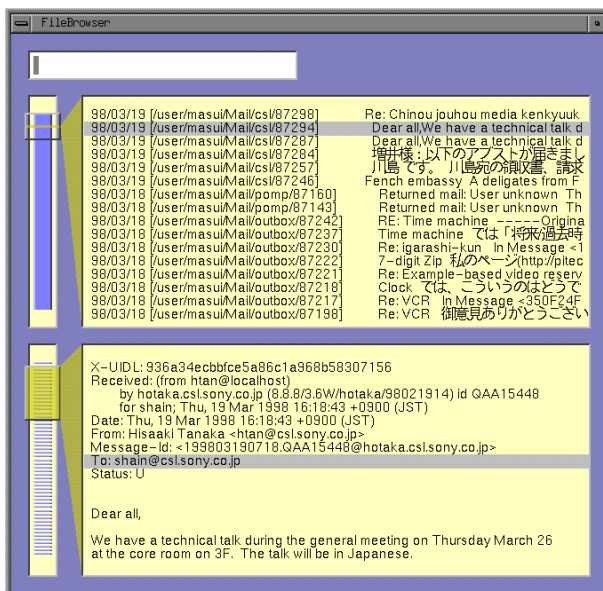 FileBrowser
98/03/19 [/user/masui/Mail/csl/87298] Re: Chinou jouhou media kenkyuuk
98/03/19 [/user/masui/Mail/csl/87294] Dear all,We have a technical talk d
98/03/19 [/user/masui/Mail/csl/87287] Dear all,We have a technical talk d
98/03/19 [/user/masui/Mail/csl/87284] 増井様:以下のアブストが届きまし
98/03/19 [/user/masui/Mail/csl/87257] 川島 です。 川島宛の領収書、請求
98/03/19 [/user/masui/Mail/csl/87246] Fench embassy A deligates from F
98/03/19 [/user/masui/Mail/pomp/87160] Returned mail: User unknown Th
98/03/19 [/user/masui/Mail/pomp/87143] Returned mail: User unknown Th
98/03/19 [/user/masui/Mail/outbox/87242] RE: Time machine -----Origina
98/03/18 [/user/masui/Mail/outbox/87237] Time machine では「将来/過去時
98/03/18 [/user/masui/Mail/outbox/87230] Re: igarashi-kun In Message <1
98/03/18 [/user/masui/Mail/outbox/87222] 7-digit Zip 私のページ(http://pitec
98/03/18 [/user/masui/Mail/outbox/87221] Re: Example-based video reserv
98/03/18 [/user/masui/Mail/outbox/87218] Clock では、こういうのはどうで
98/03/18 [/user/masui/Mail/outbox/87217] Re: VCR In Message <350F24F
98/03/18 [/user/masui/Mail/outbox/87198] Re: VCR 御意見ありがとうござい
X-UIDL: 936a34ecbbfce5a86c1a968b58307156
Received: (from htan@localhost)
by hotaka.csl.sony.co.jp (8.8.8/3.6W/hotaka/98021914) id QAA15448
for shain; Thu, 19 Mar 1998 16:18:43 +0900 (JST)
Date: Thu, 19 Mar 1998 16:18:43 +0900 (JST)
From: Hisaaki Tanaka <htan@csl.sony.co.jp>
Message-Id: <199803190718.QAA15448@hotaka.csl.sony.co.jp>
To: shain@csl.sony.co.jp
Status: U
Dear all,
We have a technical talk during the general meeting on Thursday March 26
at the core room on 3F. The talk will be in Japanese.